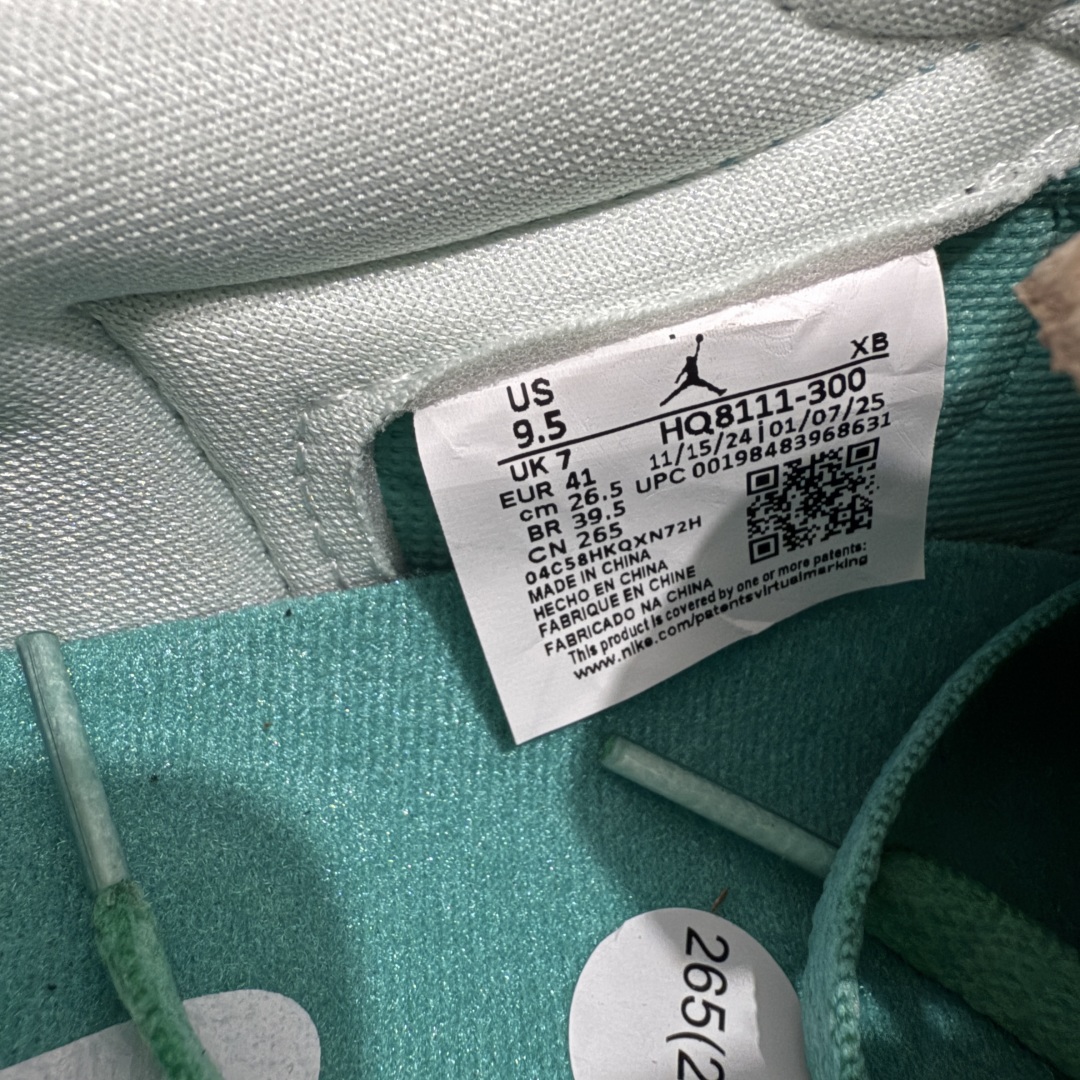 US
9.5
XB
HQ8111-300
11/15/24 | 01/07/25
UPC 00198483968631
UK 7
EUR 41
cm 26.5
BR 39.5
CN 265
04C58HKQXN72H
MADE IN CHINA
HECHO EN CHINA
FABRIQUE EN CHINE
FABRICADO NA CHINA
This product is covered by one or more patents:
www.nike.com/patentsvirtualmarking
265(2